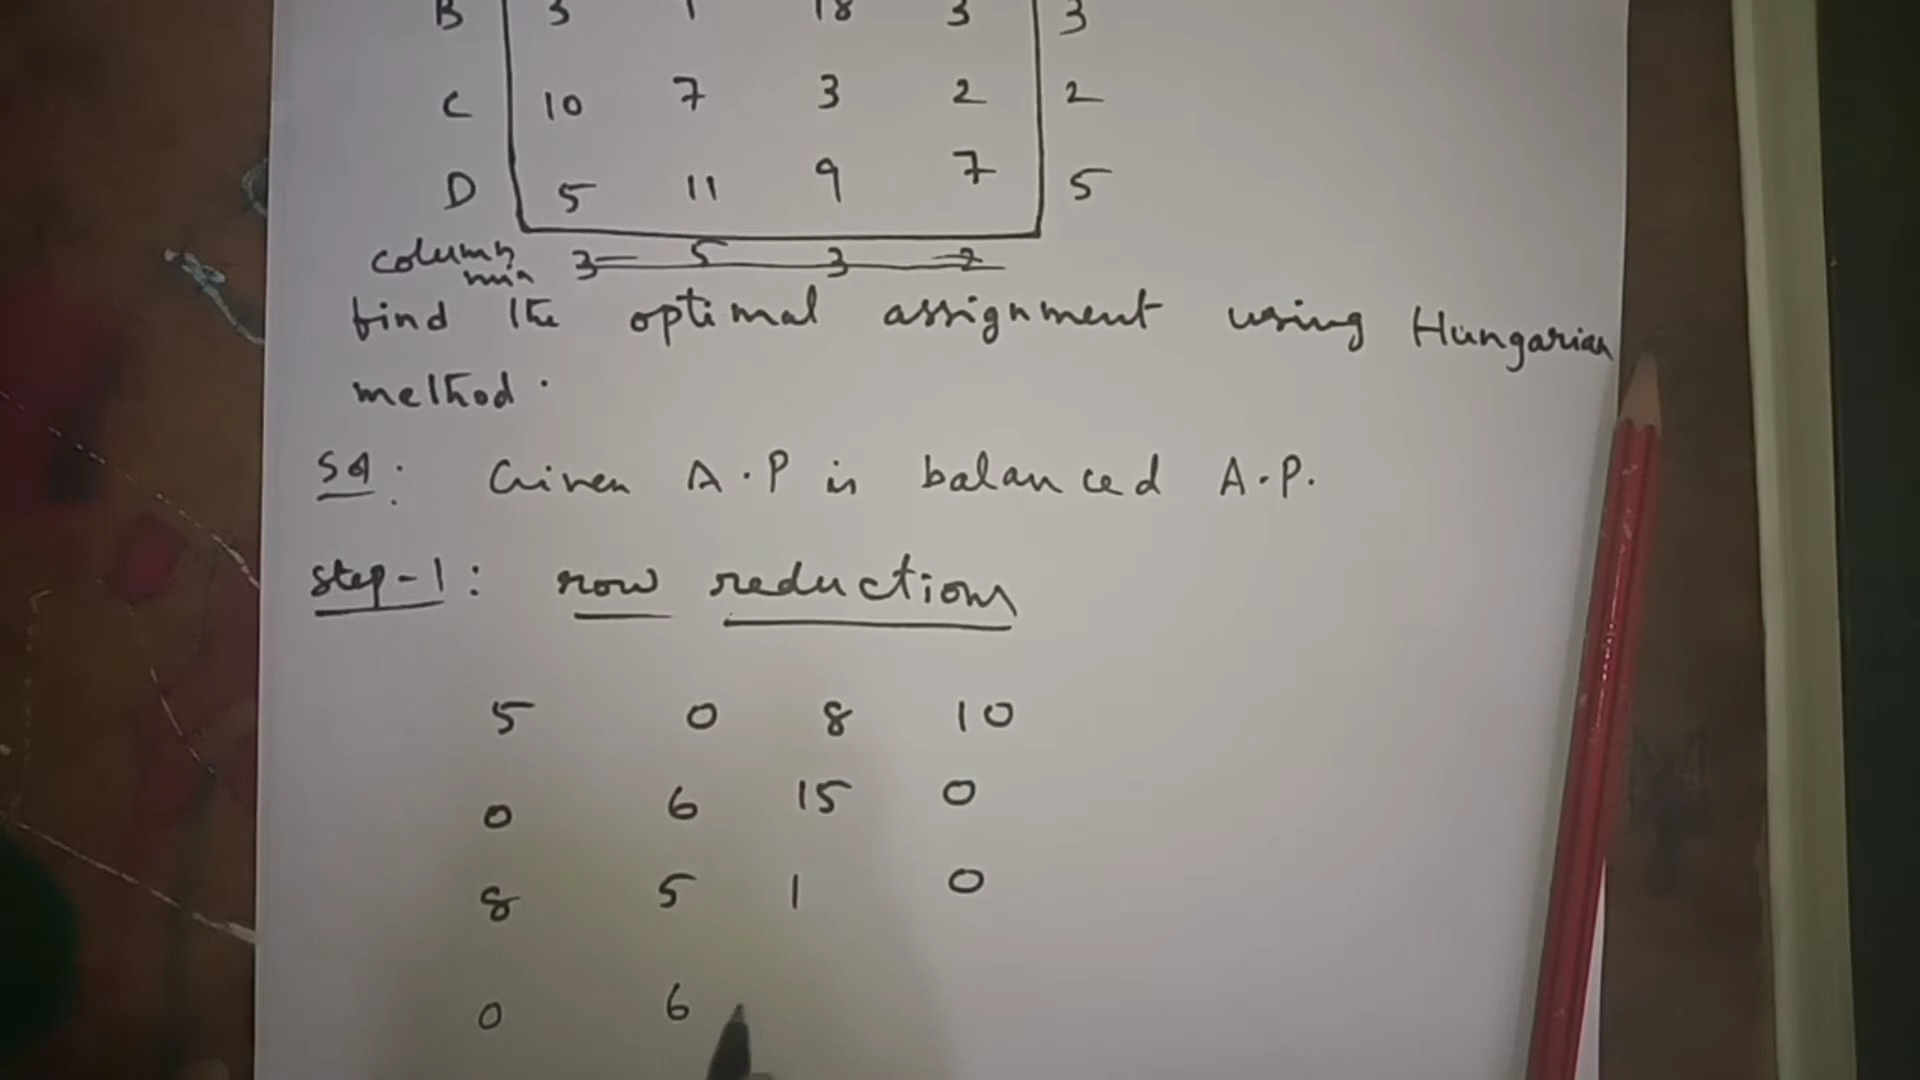 B 3 18 3 3
C 10 7 3 2 2
D 5 11 9 7 5
column min 3 5 3 2
find the optimal assignment using Hungarian
method.
Sol: Given A.P is balanced A.P.
Step-1: row reductions
5 0 8 10
0 6 15 0
8 5 1 0
0 6